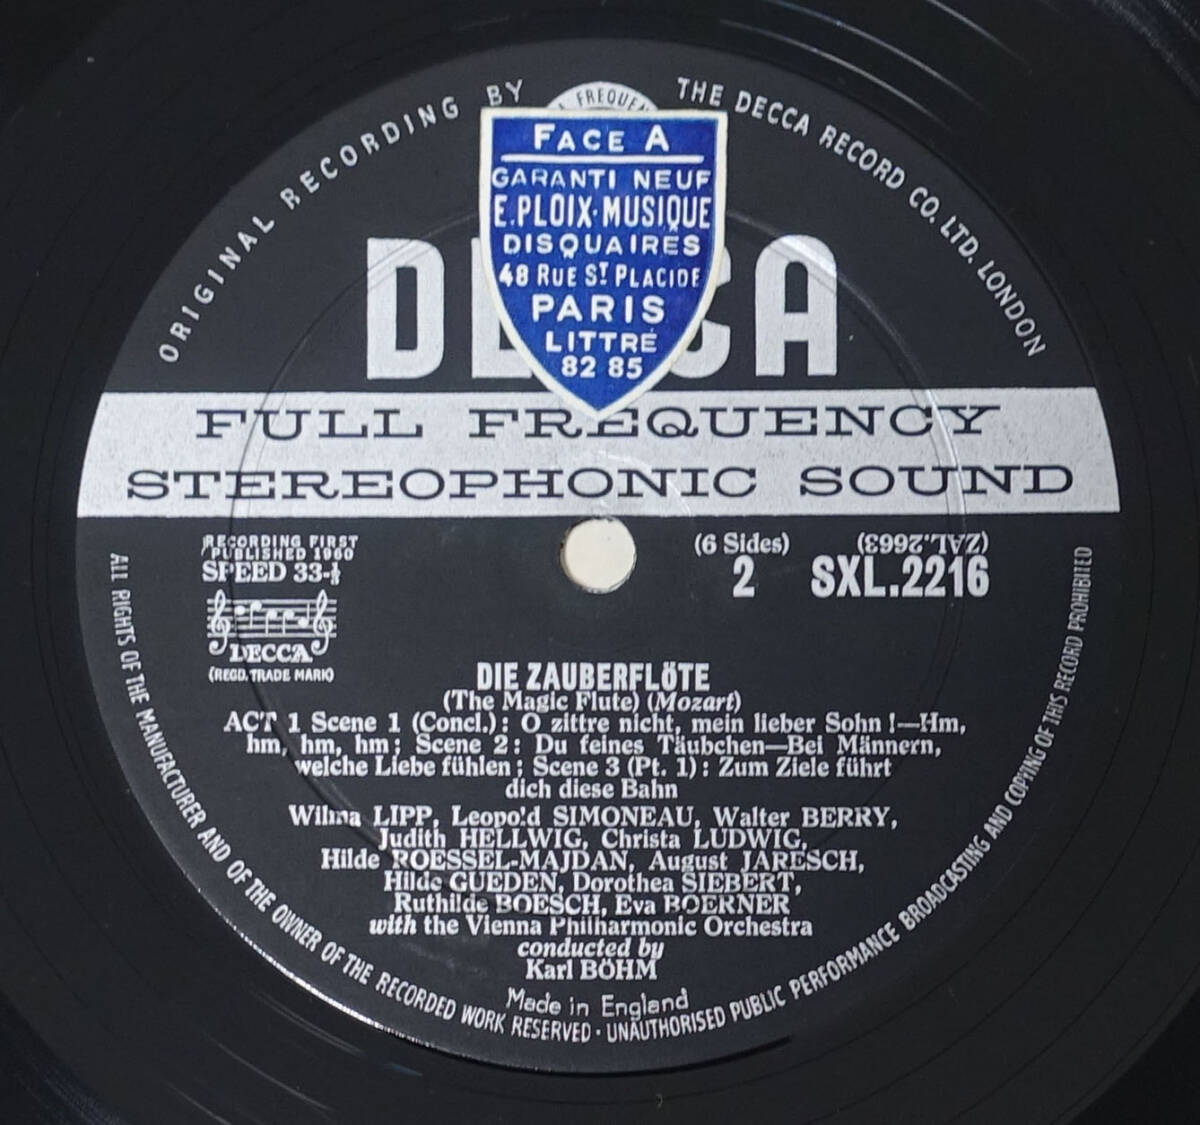 ORIGINAL RECORDING BY THE DECCA RECORD CO. LTD. LONDON
FACE A
GARANTI NEUF
E. PLOIX·MUSIQUE
DISQUAIRES
48 RUE ST PLACIDE
PARIS
LITTRÉ
82 85
FULL FREQUENCY
STEREOPHONIC SOUND
RECORDING FIRST
PUBLISHED 1960
SPEED 33-⅓
DECCA
(REGD. TRADE MARK)
(6 Sides) (ZAL.2663)
2 SXL.2216
DIE ZAUBERFLÖTE
(The Magic Flute) (Mozart)
ACT 1 Scene 1 (Concl.): O zittre nicht, mein lieber Sohn!—Hm,
hm, hm, hm; Scene 2: Du feines Täubchen—Bei Männern,
welche Liebe fühlen; Scene 3 (Pt. 1): Zum Ziele führt
dich diese Bahn
Wilma LIPP, Leopold SIMONEAU, Walter BERRY,
Judith HELLWIG, Christa LUDWIG,
Hilde ROESSEL-MAJDAN, August JARESCH,
Hilde GUEDEN, Dorothea SIEBERT,
Ruthilde BOESCH, Eva BOERNER
with the Vienna Philharmonic Orchestra
conducted by
Karl BÖHM
Made in England
ALL RIGHTS OF THE MANUFACTURER AND OF THE OWNER OF THE RECORDED WORK RESERVED · UNAUTHORISED PUBLIC PERFORMANCE BROADCASTING AND COPYING OF THIS RECORD PROHIBITED